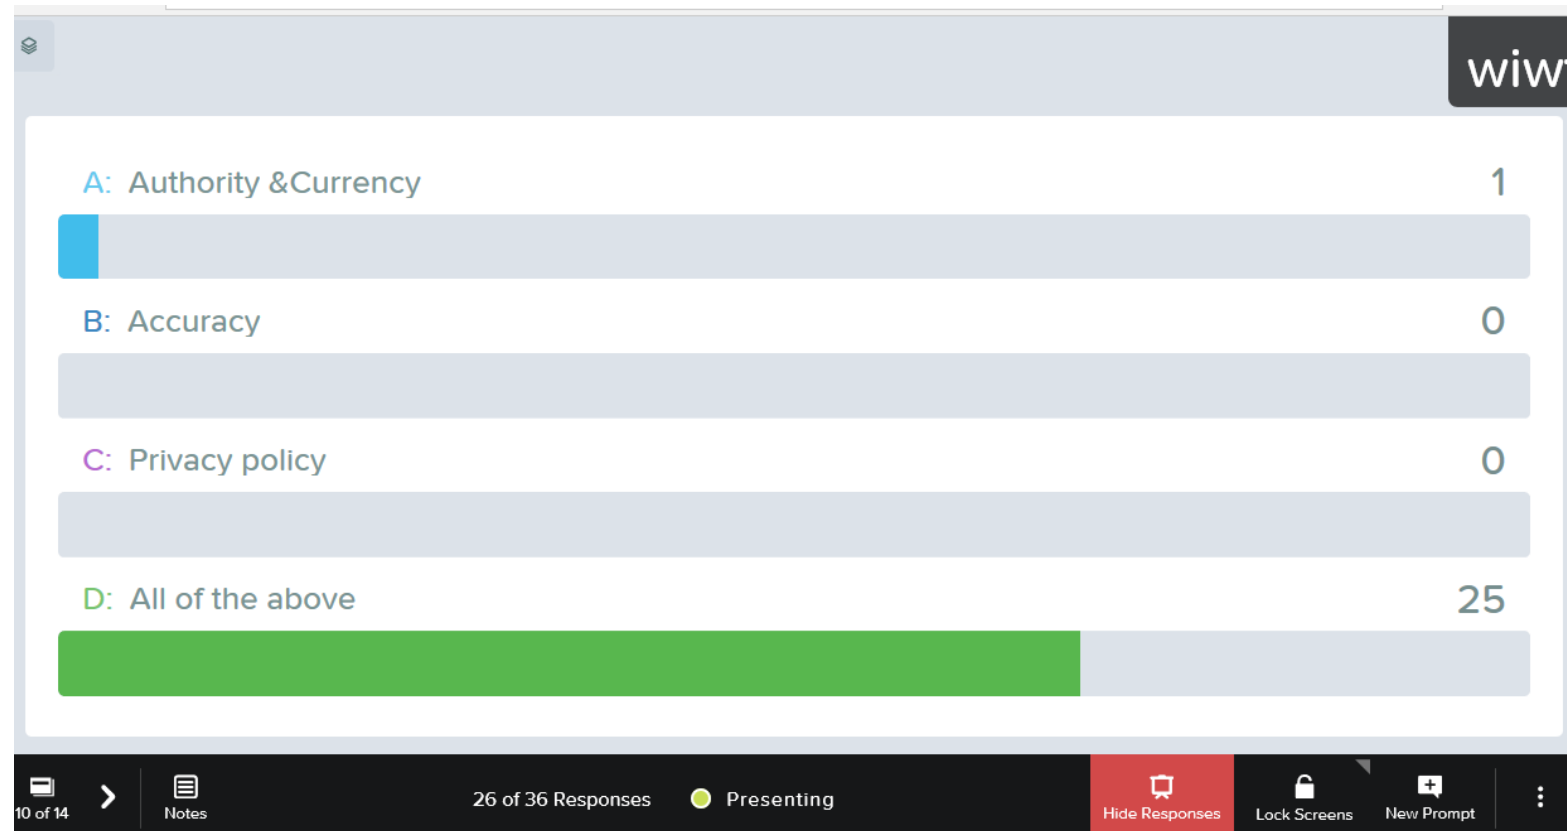 wiw
A: Authority &Currency 1
B: Accuracy 0
C: Privacy policy 0
D: All of the above 25
10 of 14
Notes
26 of 36 Responses
Presenting
Hide Responses
Lock Screens
New Prompt